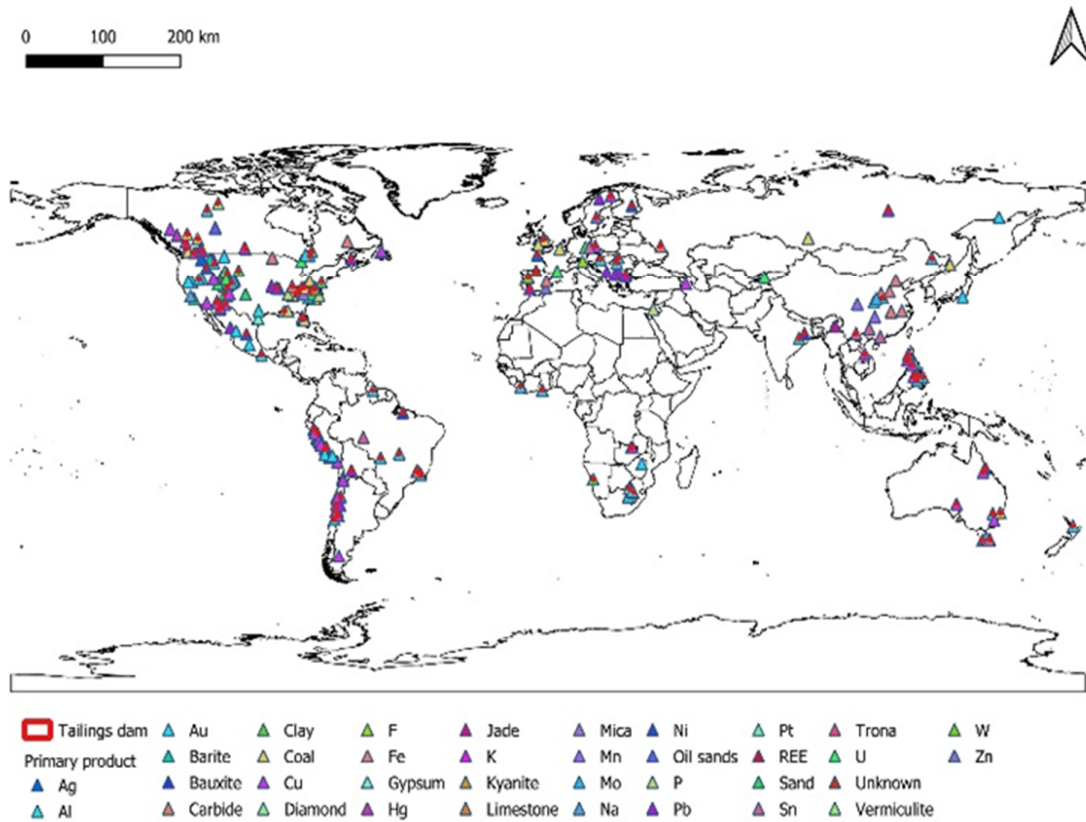 0 100 200 km
Tailings dam Au Clay F Jade Mica Ni Pt Trona W
Primary product Barite Coal Fe K Mn Oil sands REE U Zn
Ag Bauxite Cu Gypsum Kyanite Mo P Sand Unknown
Al Carbide Diamond Hg Limestone Na Pb Sn Vermiculite